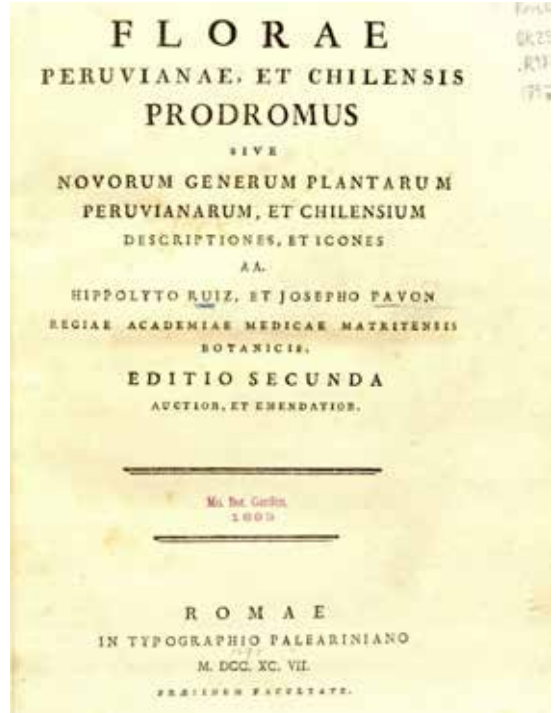 FLORAE
PERUVIANAE, ET CHILENSIS
PRODROMUS
SIVE
NOVORUM GENERUM PLANTARUM
PERUVIANARUM, ET CHILENSIUM
DESCRIPTIONES, ET ICONES
AA.
HIPPOLYTO RUIZ, ET JOSEPHO PAVON
REGIAE ACADEMIAE MEDICAE MATRITENSIS
BOTANICIS.
EDITIO SECUNDA
AUCTIOR, ET EMENDATIOR.
Mo. Bot. Garden,
ROMAE
IN TYPOGRAPHIO PALEARINIANO
M. DCC. XC. VII.
PRÆSIDUM FACULTATE.